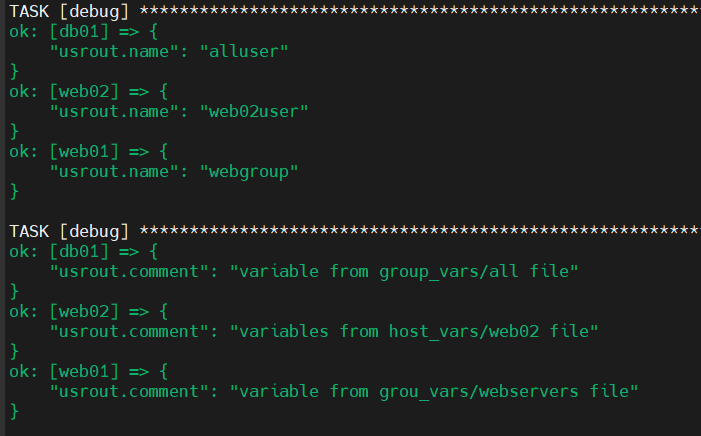 TASK [debug] ********************************************************
ok: [db01] => {
    "usrout.name": "alluser"
}
ok: [web02] => {
    "usrout.name": "web02user"
}
ok: [web01] => {
    "usrout.name": "webgroup"
}
TASK [debug] ********************************************************
ok: [db01] => {
    "usrout.comment": "variable from group_vars/all file"
}
ok: [web02] => {
    "usrout.comment": "variables from host_vars/web02 file"
}
ok: [web01] => {
    "usrout.comment": "variable from grou_vars/webservers file"
}